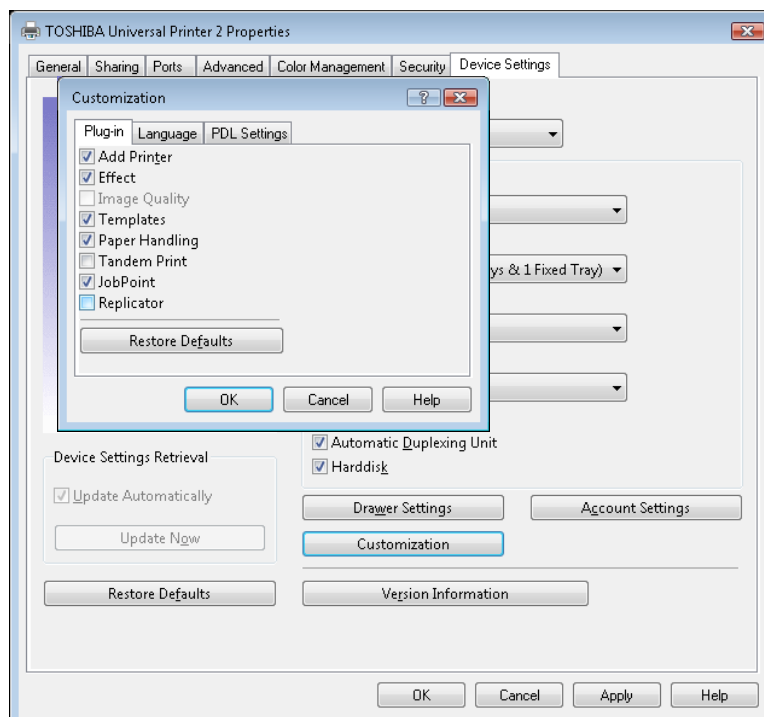 TOSHIBA Universal Printer 2 Properties
General Sharing Ports Advanced Color Management Security Device Settings
Customization
Plug-in Language PDL Settings
Add Printer
Effect
Image Quality
Templates
Paper Handling
Tandem Print
JobPoint
Replicator
Restore Defaults
OK Cancel Help
ys & 1 Fixed Tray)
Automatic Duplexing Unit
Harddisk
Device Settings Retrieval
Update Automatically
Update Now
Drawer Settings Account Settings
Customization
Restore Defaults Version Information
OK Cancel Apply Help